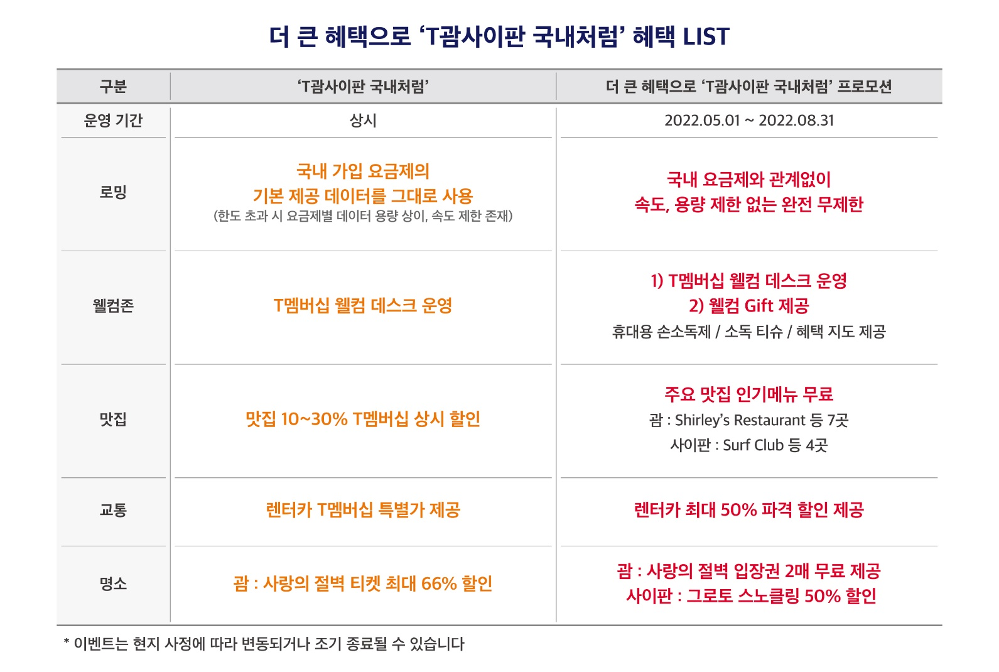 더 큰 혜택으로 ‘T괌사이판 국내처럼’ 혜택 LIST
구분
‘T괌사이판 국내처럼’
더 큰 혜택으로 ‘T괌사이판 국내처럼’ 프로모션
운영 기간
상시
2022.05.01 ~ 2022.08.31
로밍
국내 가입 요금제의
기본 제공 데이터를 그대로 사용
(한도 초과 시 요금제별 데이터 용량 상이, 속도 제한 존재)
국내 요금제와 관계없이
속도, 용량 제한 없는 완전 무제한
웰컴존
T멤버십 웰컴 데스크 운영
1) T멤버십 웰컴 데스크 운영
2) 웰컴 Gift 제공
휴대용 손소독제 / 소독 티슈 / 혜택 지도 제공
맛집
맛집 10~30% T멤버십 상시 할인
주요 맛집 인기메뉴 무료
괌 : Shirley’s Restaurant 등 7곳
사이판 : Surf Club 등 4곳
교통
렌터카 T멤버십 특별가 제공
렌터카 최대 50% 파격 할인 제공
명소
괌 : 사랑의 절벽 티켓 최대 66% 할인
괌 : 사랑의 절벽 입장권 2매 무료 제공
사이판 : 그로토 스노클링 50% 할인
* 이벤트는 현지 사정에 따라 변동되거나 조기 종료될 수 있습니다